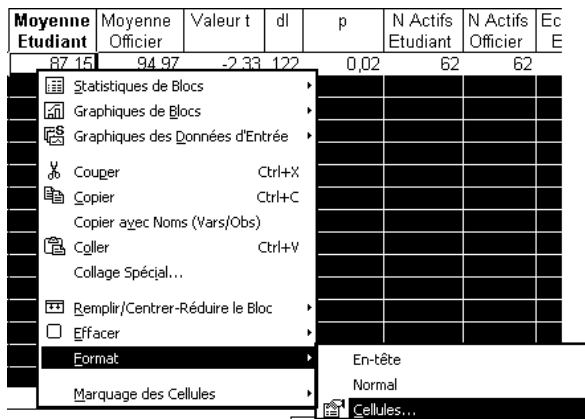 Moyenne Moyenne Valeur t dl p N Actifs N Actifs Ec
Etudiant Officier Etudiant Officier E
87,15 94,97 -2,33 122 0,02 62 62
Statistiques de Blocs
Graphiques de Blocs
Graphiques des Données d'Entrée
Couper Ctrl+X
Copier Ctrl+C
Copier avec Noms (Vars/Obs)
Coller Ctrl+V
Collage Spécial...
Remplir/Centrer-Réduire le Bloc
Effacer
Format
En-tête
Normal
Marquage des Cellules
Cellules...